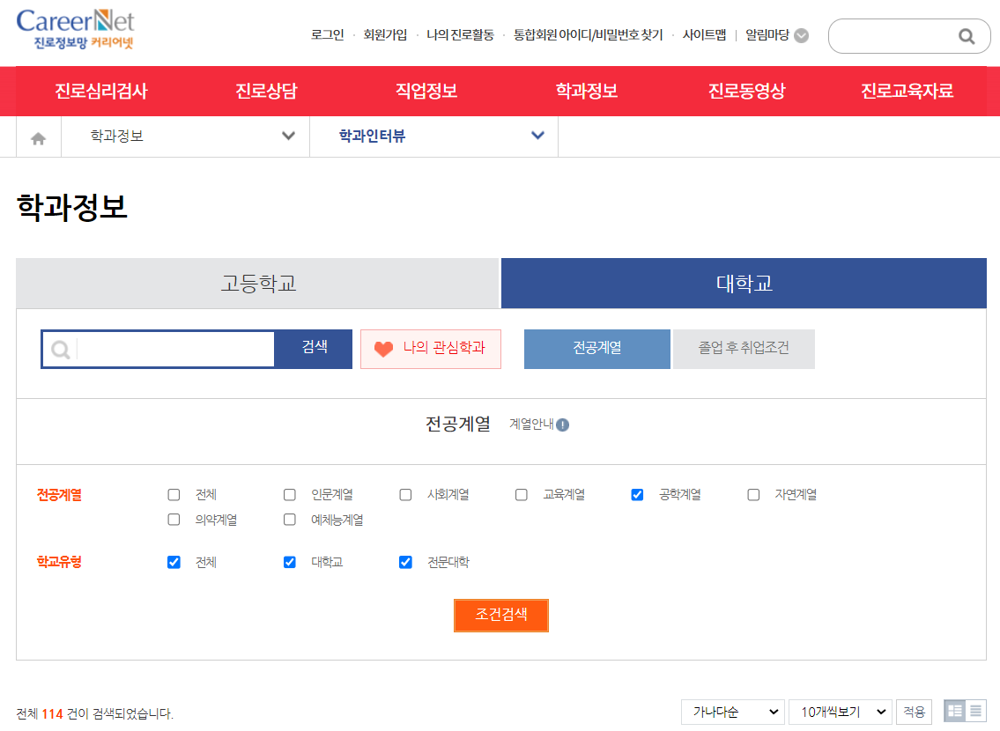 CareerNet
진로정보망 커리어넷
로그인 · 회원가입 · 나의 진로활동 · 통합회원 아이디/비밀번호 찾기 · 사이트맵 | 알림마당
진로심리검사 진로상담 직업정보 학과정보 진로동영상 진로교육자료
학과정보 학과인터뷰
학과정보
고등학교 대학교
검색 나의 관심학과 전공계열 졸업 후 취업조건
전공계열 계열안내 !
전공계열 전체 인문계열 사회계열 교육계열 공학계열 자연계열
의약계열 예체능계열
학교유형 전체 대학교 전문대학
조건검색
전체 114 건이 검색되었습니다. 가나다순 10개씩보기 적용